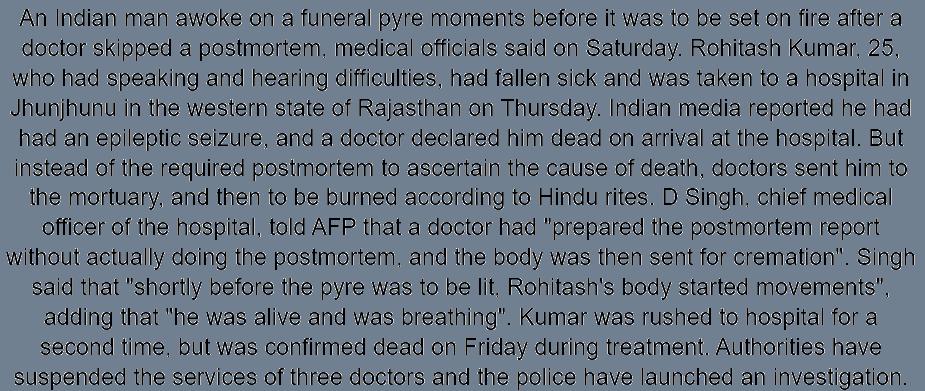 An Indian man awoke on a funeral pyre moments before it was to be set on fire after a
doctor skipped a postmortem, medical officials said on Saturday. Rohitash Kumar, 25,
who had speaking and hearing difficulties, had fallen sick and was taken to a hospital in
Jhunjhunu in the western state of Rajasthan on Thursday. Indian media reported he had
had an epileptic seizure, and a doctor declared him dead on arrival at the hospital. But
instead of the required postmortem to ascertain the cause of death, doctors sent him to
the mortuary, and then to be burned according to Hindu rites. D Singh, chief medical
officer of the hospital, told AFP that a doctor had "prepared the postmortem report
without actually doing the postmortem, and the body was then sent for cremation". Singh
said that "shortly before the pyre was to be lit, Rohitash's body started movements",
adding that "he was alive and was breathing". Kumar was rushed to hospital for a
second time, but was confirmed dead on Friday during treatment. Authorities have
suspended the services of three doctors and the police have launched an investigation.